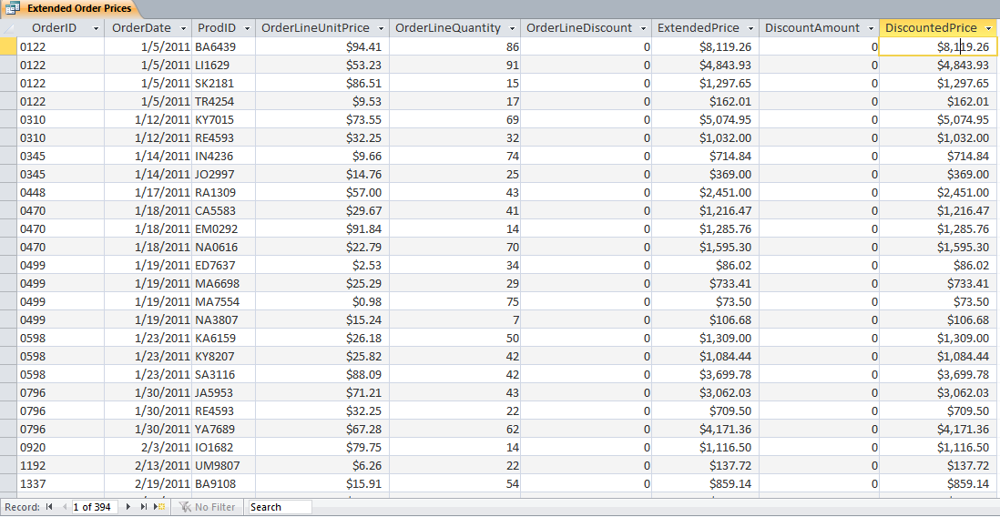 Extended Order Prices
OrderID OrderDate ProdID OrderLineUnitPrice OrderLineQuantity OrderLineDiscount ExtendedPrice DiscountAmount DiscountedPrice
0122 1/5/2011 BA6439 $94.41 86 0 $8,119.26 0 $8,119.26
0122 1/5/2011 LI1629 $53.23 91 0 $4,843.93 0 $4,843.93
0122 1/5/2011 SK2181 $86.51 15 0 $1,297.65 0 $1,297.65
0122 1/5/2011 TR4254 $9.53 17 0 $162.01 0 $162.01
0310 1/12/2011 KY7015 $73.55 69 0 $5,074.95 0 $5,074.95
0310 1/12/2011 RE4593 $32.25 32 0 $1,032.00 0 $1,032.00
0345 1/14/2011 IN4236 $9.66 74 0 $714.84 0 $714.84
0345 1/14/2011 JO2997 $14.76 25 0 $369.00 0 $369.00
0448 1/17/2011 RA1309 $57.00 43 0 $2,451.00 0 $2,451.00
0470 1/18/2011 CA5583 $29.67 41 0 $1,216.47 0 $1,216.47
0470 1/18/2011 EM0292 $91.84 14 0 $1,285.76 0 $1,285.76
0470 1/18/2011 NA0616 $22.79 70 0 $1,595.30 0 $1,595.30
0499 1/19/2011 ED7637 $2.53 34 0 $86.02 0 $86.02
0499 1/19/2011 MA6698 $25.29 29 0 $733.41 0 $733.41
0499 1/19/2011 MA7554 $0.98 75 0 $73.50 0 $73.50
0499 1/19/2011 NA3807 $15.24 7 0 $106.68 0 $106.68
0598 1/23/2011 KA6159 $26.18 50 0 $1,309.00 0 $1,309.00
0598 1/23/2011 KY8207 $25.82 42 0 $1,084.44 0 $1,084.44
0598 1/23/2011 SA3116 $88.09 42 0 $3,699.78 0 $3,699.78
0796 1/30/2011 JA5953 $71.21 43 0 $3,062.03 0 $3,062.03
0796 1/30/2011 RE4593 $32.25 22 0 $709.50 0 $709.50
0796 1/30/2011 YA7689 $67.28 62 0 $4,171.36 0 $4,171.36
0920 2/3/2011 IO1682 $79.75 14 0 $1,116.50 0 $1,116.50
1192 2/13/2011 UM9807 $6.26 22 0 $137.72 0 $137.72
1337 2/19/2011 BA9108 $15.91 54 0 $859.14 0 $859.14
Record: 1 of 394 No Filter Search